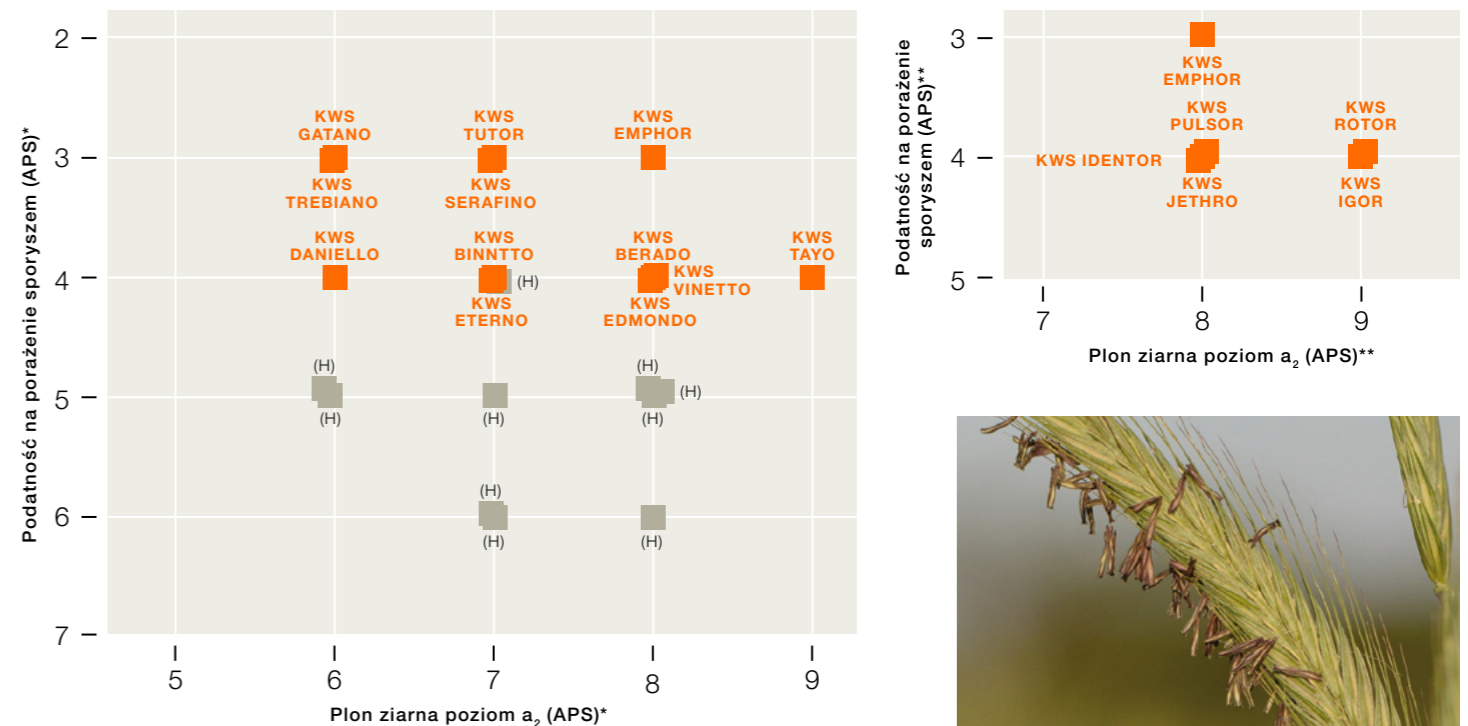 Podatność na porażenie sporyszem (APS)*
2
3
4
5
6
7
KWS
GATANO
KWS
TUTOR
KWS
EMPHOR
KWS
TREBIANO
KWS
SERAFINO
KWS
DANIELLO
KWS
BINNTTO
KWS
BERADO
KWS
TAYO
(H)
KWS
VINETTO
KWS
ETERNO
KWS
EDMONDO
(H)
(H)
(H)
(H)
(H)
(H)
(H)
(H)
(H)
5
6
7
8
9
Plon ziarna poziom a₂ (APS)*
Podatność na porażenie
sporyszem (APS)**
3
4
5
KWS
EMPHOR
KWS
PULSOR
KWS
ROTOR
KWS IDENTOR
KWS
JETHRO
KWS
IGOR
7
8
9
Plon ziarna poziom a₂ (APS)**